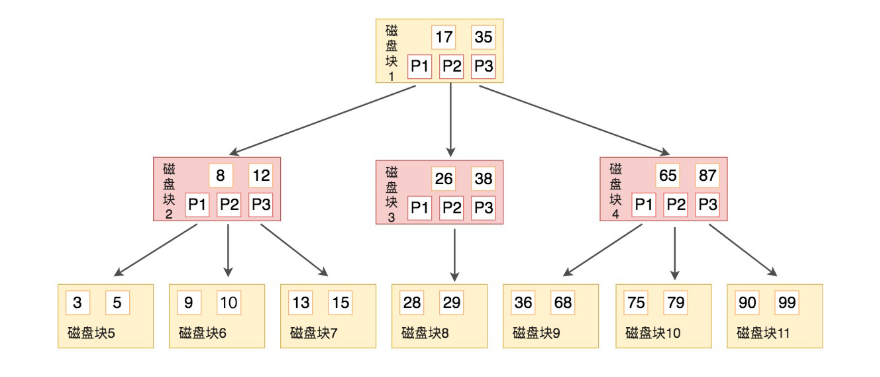 磁盘块1
17 35
P1 P2 P3
磁盘块2
8 12
P1 P2 P3
磁盘块3
26 38
P1 P2 P3
磁盘块4
65 87
P1 P2 P3
3 5
磁盘块5
9 10
磁盘块6
13 15
磁盘块7
28 29
磁盘块8
36 68
磁盘块9
75 79
磁盘块10
90 99
磁盘块11